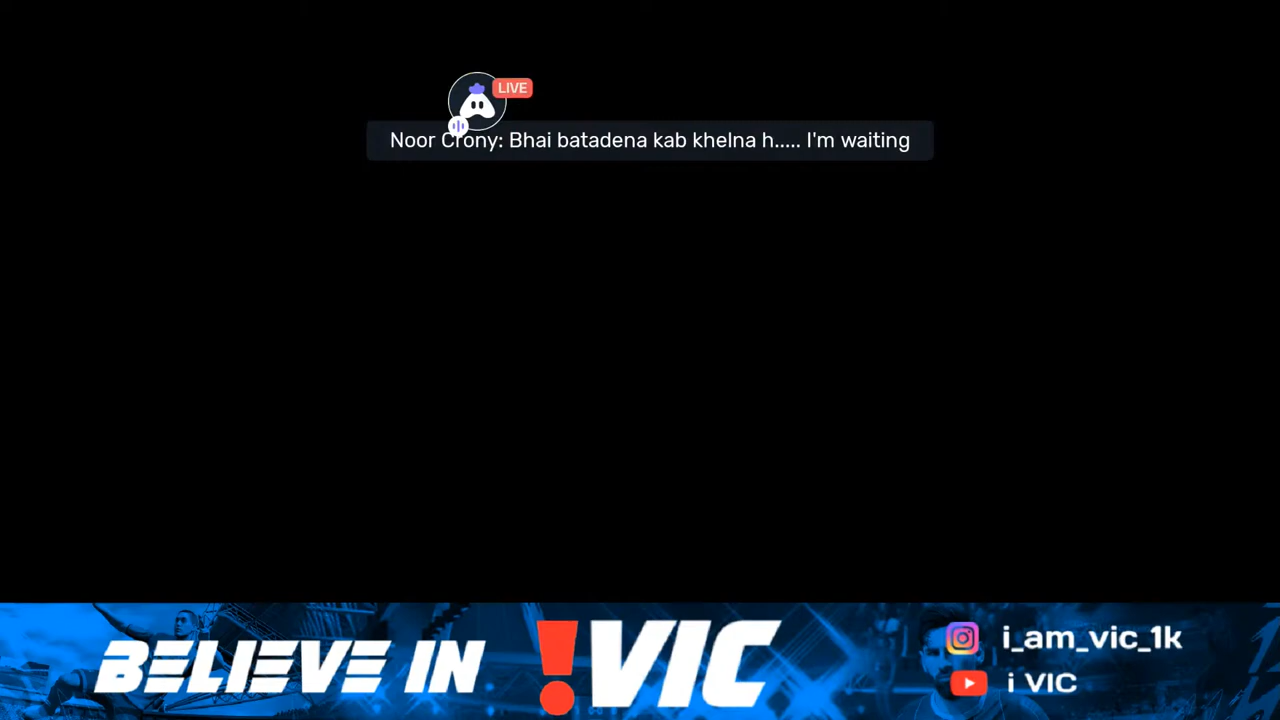 LIVE
Noor Crony: Bhai batadena kab khelna h..... I'm waiting
BELIEVE IN !VIC
i_am_vic_1k
i VIC